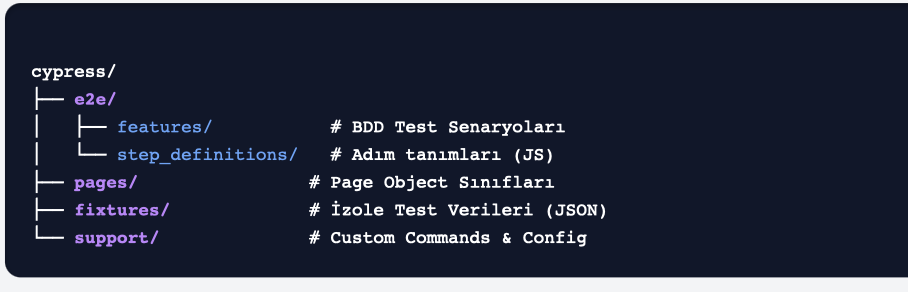 cypress/
├── e2e/
│   ├── features/           # BDD Test Senaryoları
│   └── step_definitions/   # Adım tanımları (JS)
├── pages/                # Page Object Sınıfları
├── fixtures/             # İzole Test Verileri (JSON)
└── support/              # Custom Commands & Config